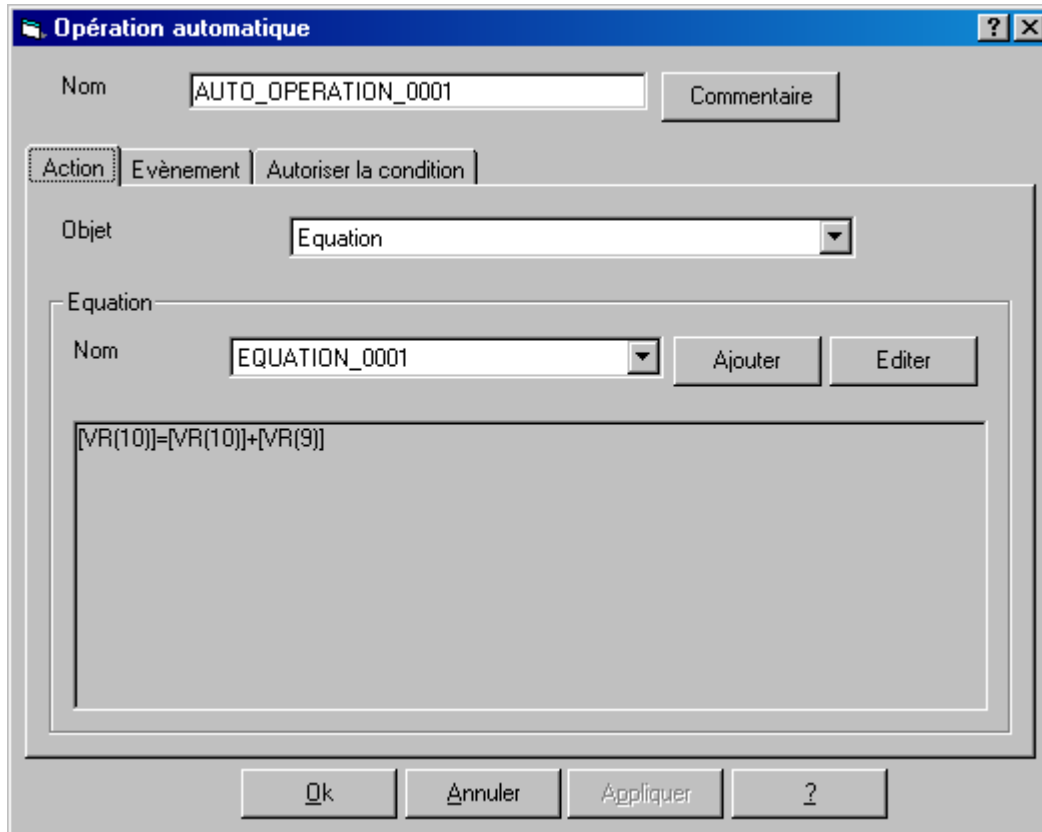 Opération automatique
Nom AUTO_OPERATION_0001 Commentaire
Action Evènement Autoriser la condition
Objet Equation
Equation
Nom EQUATION_0001 Ajouter Editer
[VR(10)]=[VR(10)]+[VR(9)]
Ok Annuler Appliquer ?